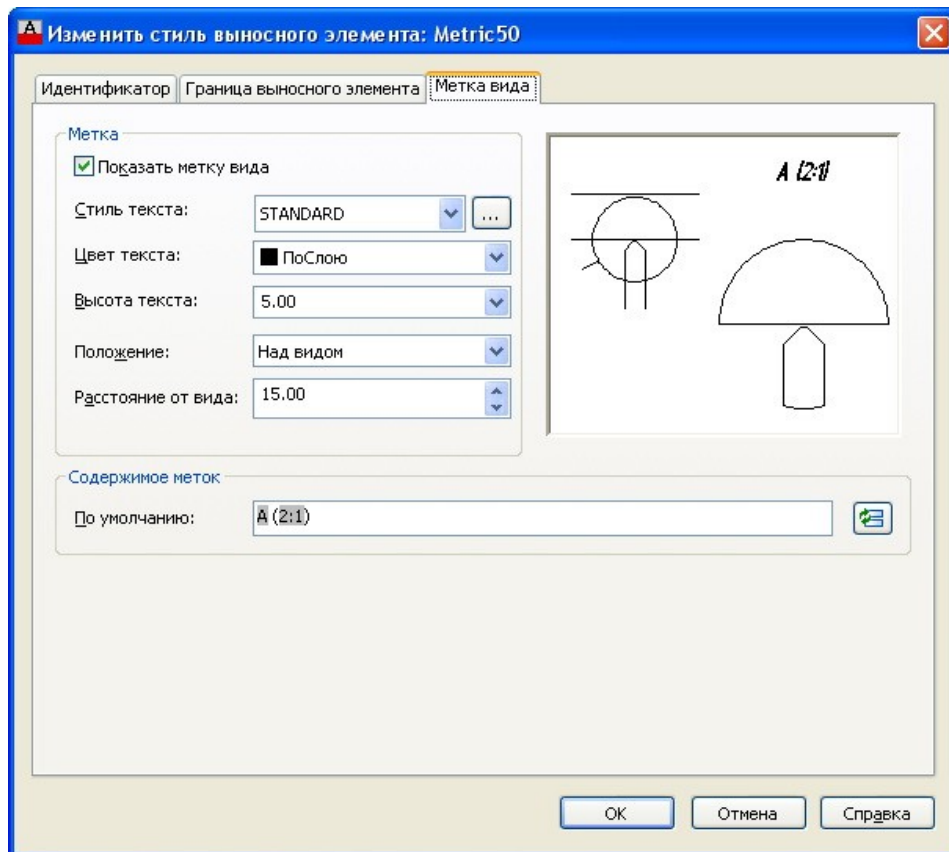 Изменить стиль выносного элемента: Metric50
Идентификатор Граница выносного элемента Метка вида
Метка
Показать метку вида
Стиль текста: STANDARD ...
Цвет текста: ПоСлою
Высота текста: 5.00
Положение: Над видом
Расстояние от вида: 15.00
A (2:1)
Содержимое меток
По умолчанию: A (2:1)
OK Отмена Справка